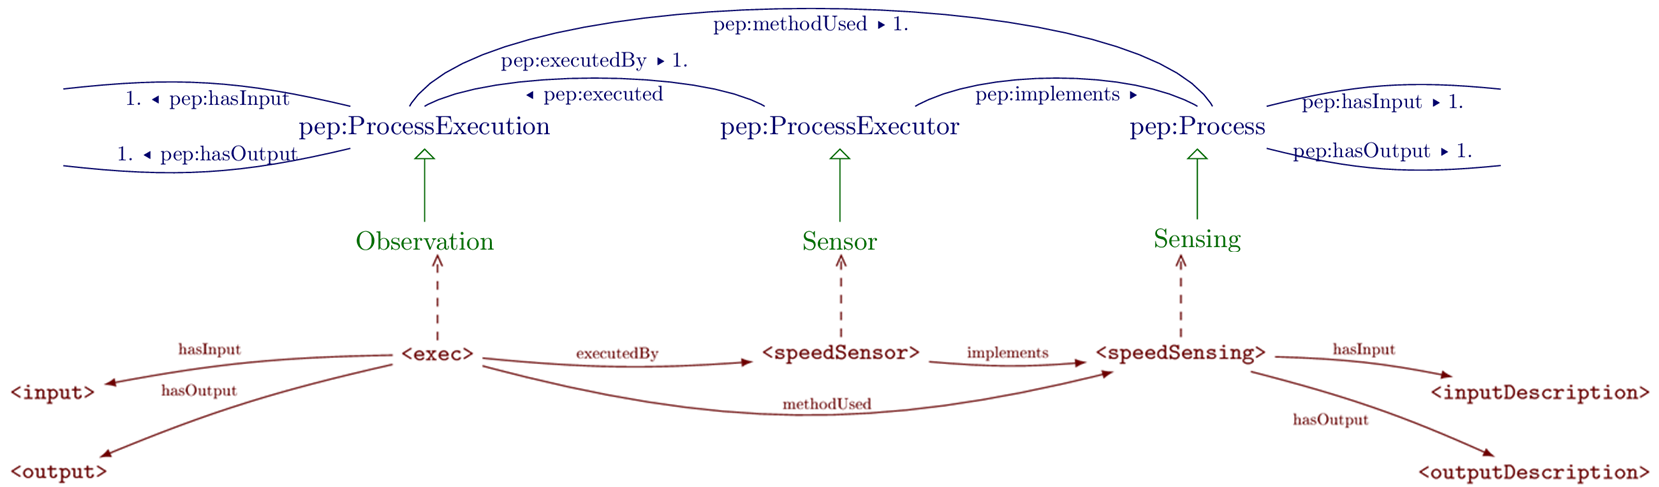 pep:methodUsed ▸ 1.
pep:executedBy ▸ 1.
1. ◂ pep:hasInput
◂ pep:executed
pep:implements ▸
pep:hasInput ▸ 1.
pep:ProcessExecution
pep:ProcessExecutor
pep:Process
1. ◂ pep:hasOutput
pep:hasOutput ▸ 1.
Observation
Sensor
Sensing
hasInput
<exec>
executedBy
<speedSensor>
implements
<speedSensing>
hasInput
<input>
hasOutput
methodUsed
<inputDescription>
hasOutput
<output>
<outputDescription>